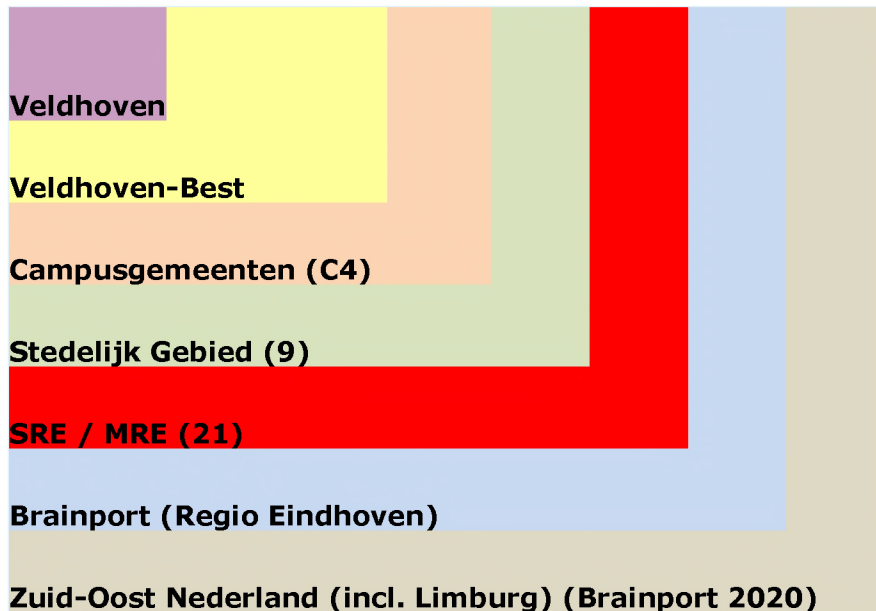 Veldhoven
Veldhoven-Best
Campusgemeenten (C4)
Stedelijk Gebied (9)
SRE / MRE (21)
Brainport (Regio Eindhoven)
Zuid-Oost Nederland (incl. Limburg) (Brainport 2020)